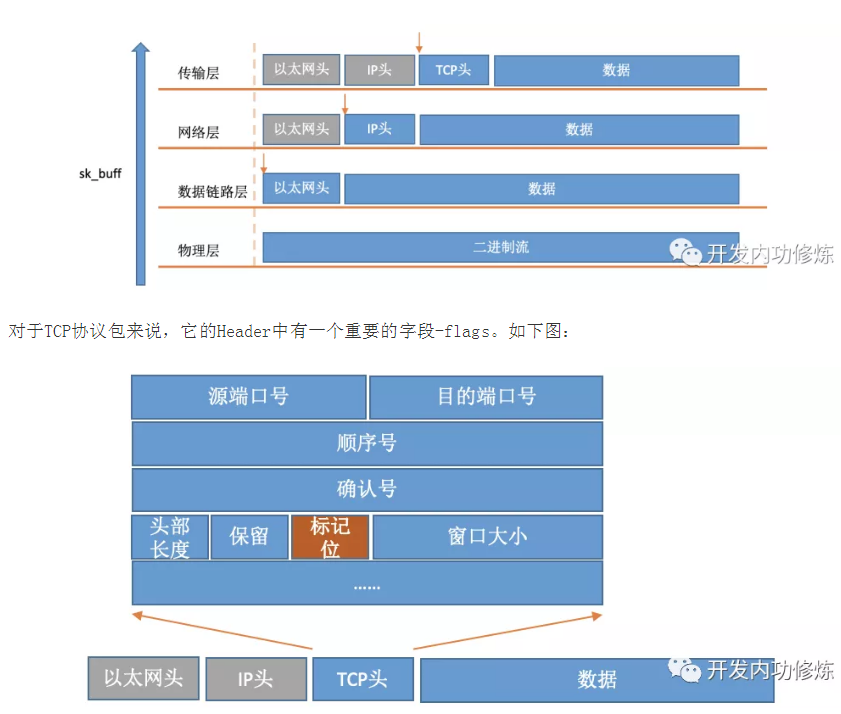 传输层 以太网头 IP头 TCP头 数据
网络层 以太网头 IP头 数据
sk_buff
数据链路层 以太网头 数据
物理层 二进制流
开发内功修炼
对于TCP协议包来说，它的Header中有一个重要的字段-flags。如下图：
源端口号 目的端口号
顺序号
确认号
头部
长度
保留
标记
位
窗口大小
......
以太网头 IP头 TCP头 数据
开发内功修炼